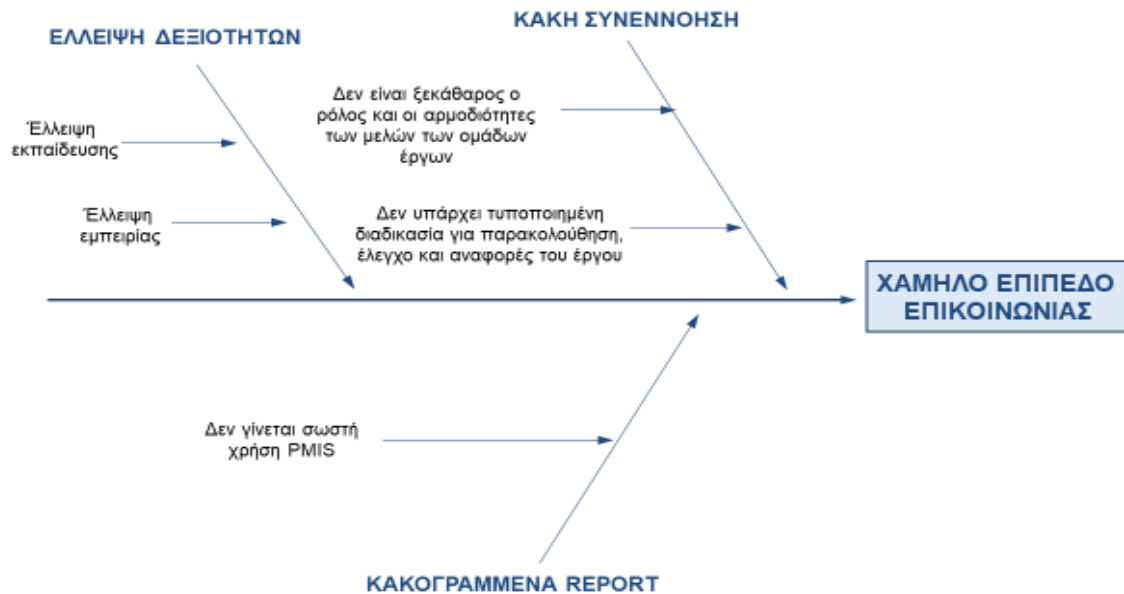 ΚΑΚΗ ΣΥΝΕΝΝΟΗΣΗ
ΕΛΛΕΙΨΗ ΔΕΞΙΟΤΗΤΩΝ
Δεν είναι ξεκάθαρος ο
ρόλος και οι αρμοδιότητες
των μελών των ομάδων
έργων
Έλλειψη
εκπαίδευσης
Έλλειψη
εμπειρίας
Δεν υπάρχει τυποποιημένη
διαδικασία για παρακολούθηση,
έλεγχο και αναφορές του έργου
ΧΑΜΗΛΟ ΕΠΙΠΕΔΟ
ΕΠΙΚΟΙΝΩΝΙΑΣ
Δεν γίνεται σωστή
χρήση PMIS
ΚΑΚΟΓΡΑΜΜΕΝΑ REPORT